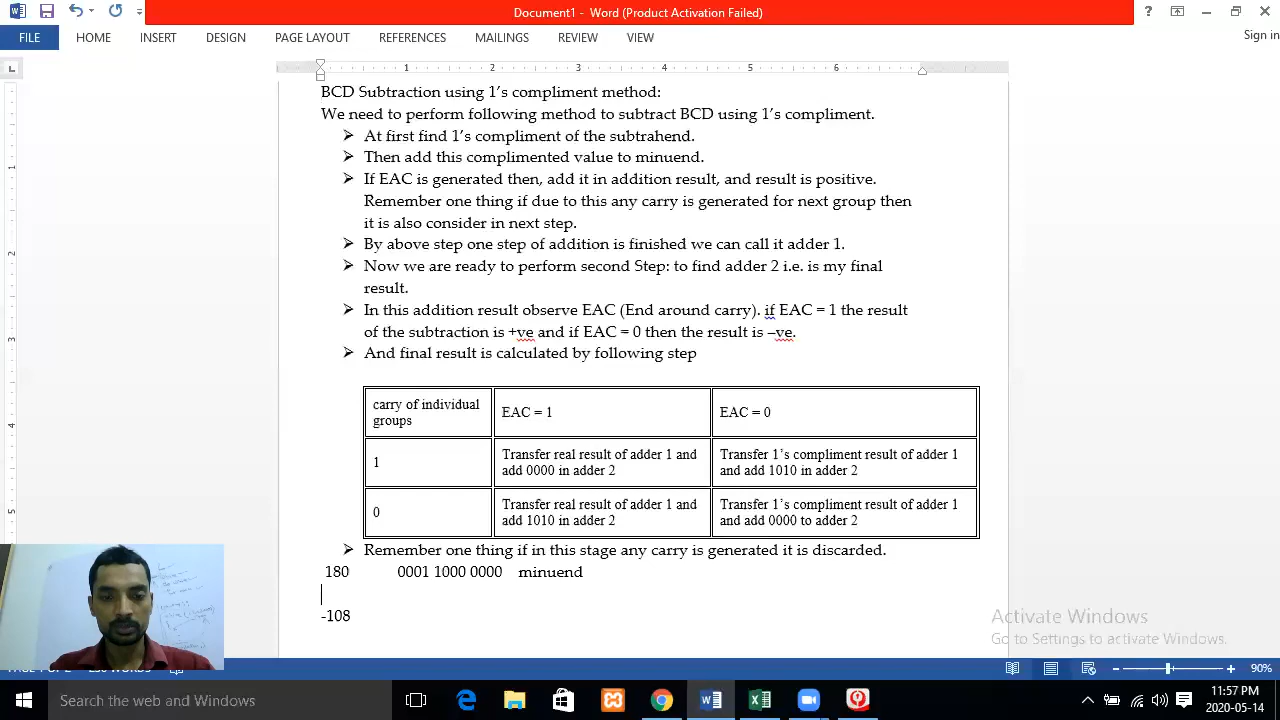 Document1 - Word (Product Activation Failed)
FILE HOME INSERT DESIGN PAGE LAYOUT REFERENCES MAILINGS REVIEW VIEW Sign in
1 2 3 4 5 6
1
2
3
4
5
BCD Subtraction using 1's compliment method:
We need to perform following method to subtract BCD using 1's compliment.
➢ At first find 1's compliment of the subtrahend.
➢ Then add this complimented value to minuend.
➢ If EAC is generated then, add it in addition result, and result is positive.
Remember one thing if due to this any carry is generated for next group then
it is also consider in next step.
➢ By above step one step of addition is finished we can call it adder 1.
➢ Now we are ready to perform second Step: to find adder 2 i.e. is my final
result.
➢ In this addition result observe EAC (End around carry). if EAC = 1 the result
of the subtraction is +ve and if EAC = 0 then the result is –ve.
➢ And final result is calculated by following step
carry of individual
groups
EAC = 1
EAC = 0
1
Transfer real result of adder 1 and
add 0000 in adder 2
Transfer 1's compliment result of adder 1
and add 1010 in adder 2
0
Transfer real result of adder 1 and
add 1010 in adder 2
Transfer 1's compliment result of adder 1
and add 0000 to adder 2
➢ Remember one thing if in this stage any carry is generated it is discarded.
180 0001 1000 0000 minuend
-108
Activate Windows
Go to Settings to activate Windows.
90%
Search the web and Windows
11:57 PM
2020-05-14